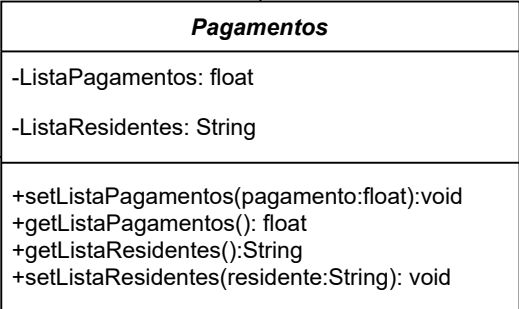 Pagamentos
-ListaPagamentos: float
-ListaResidentes: String
+setListaPagamentos(pagamento:float):void
+getListaPagamentos(): float
+getListaResidentes():String
+setListaResidentes(residente:String): void